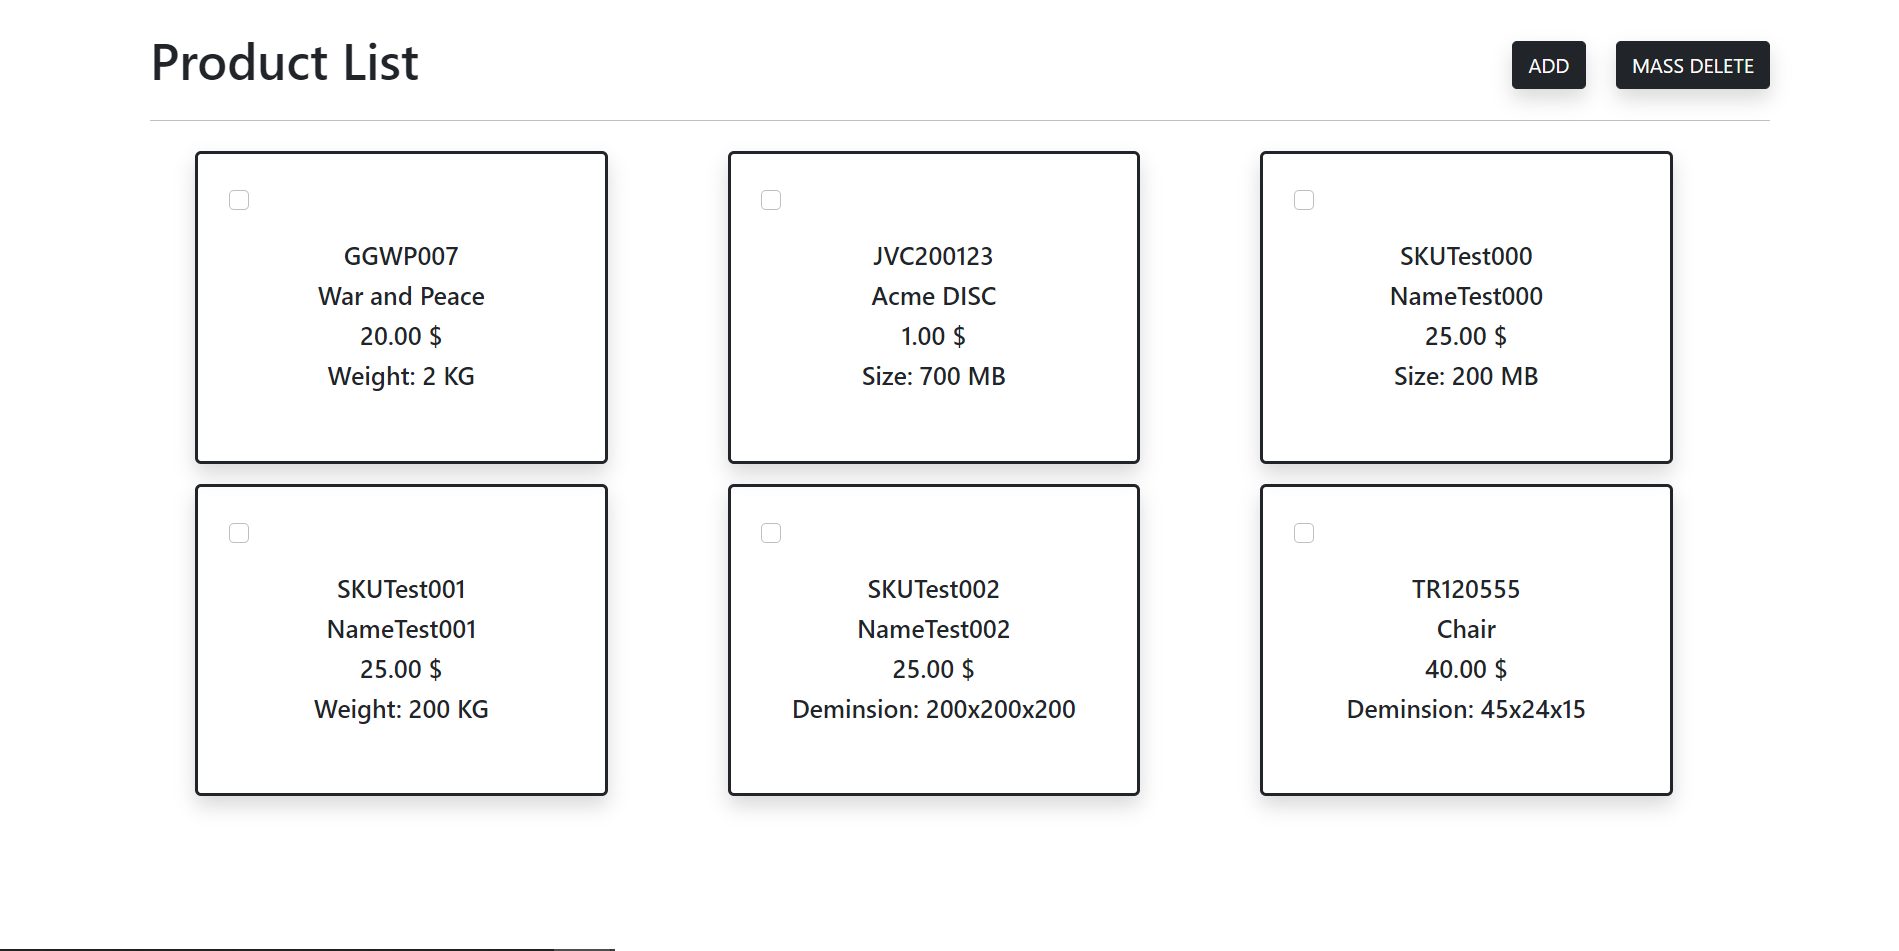 Product List
ADD
MASS DELETE
GGWP007
War and Peace
20.00 $
Weight: 2 KG
JVC200123
Acme DISC
1.00 $
Size: 700 MB
SKUTest000
NameTest000
25.00 $
Size: 200 MB
SKUTest001
NameTest001
25.00 $
Weight: 200 KG
SKUTest002
NameTest002
25.00 $
Deminsion: 200x200x200
TR120555
Chair
40.00 $
Deminsion: 45x24x15